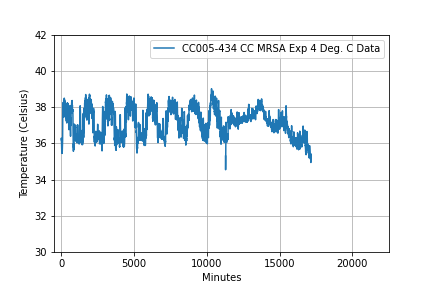 CC005-434 CC MRSA Exp 4 Deg. C Data
42
40
38
36
34
32
30
Temperature (Celsius)
0 5000 10000 15000 20000
Minutes